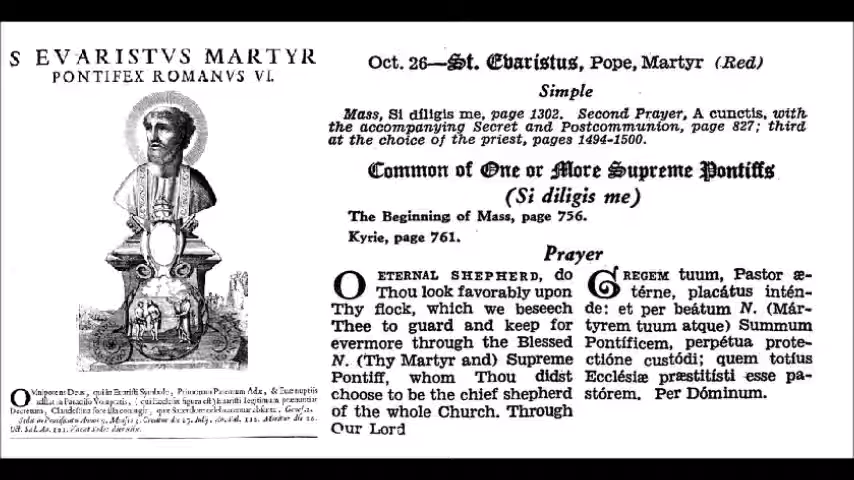 S EVARISTVS MARTYR
PONTIFEX ROMANVS VI.
Oct. 26—St. Evaristus, Pope, Martyr (Red)
Simple
Mass, Si diligis me, page 1302. Second Prayer, A cunctis, with
the accompanying Secret and Postcommunion, page 827; third
at the choice of the priest, pages 1494-1500.
Common of One or More Supreme Pontiffs
(Si diligis me)
The Beginning of Mass, page 756.
Kyrie, page 761.
Prayer
O ETERNAL SHEPHERD, do
Thou look favorably upon
Thy flock, which we beseech
Thee to guard and keep for
evermore through the Blessed
N. (Thy Martyr and) Supreme
Pontiff, whom Thou didst
choose to be the chief shepherd
of the whole Church. Through
Our Lord
GREGEM tuum, Pastor æ-
térne, placátus intén-
de: et per beátum N. (Már-
tyrem tuum atque) Summum
Pontíficem, perpétua prote-
ctióne custódi; quem totíus
Ecclésiæ præstitísti esse pa-
stórem. Per Dóminum.